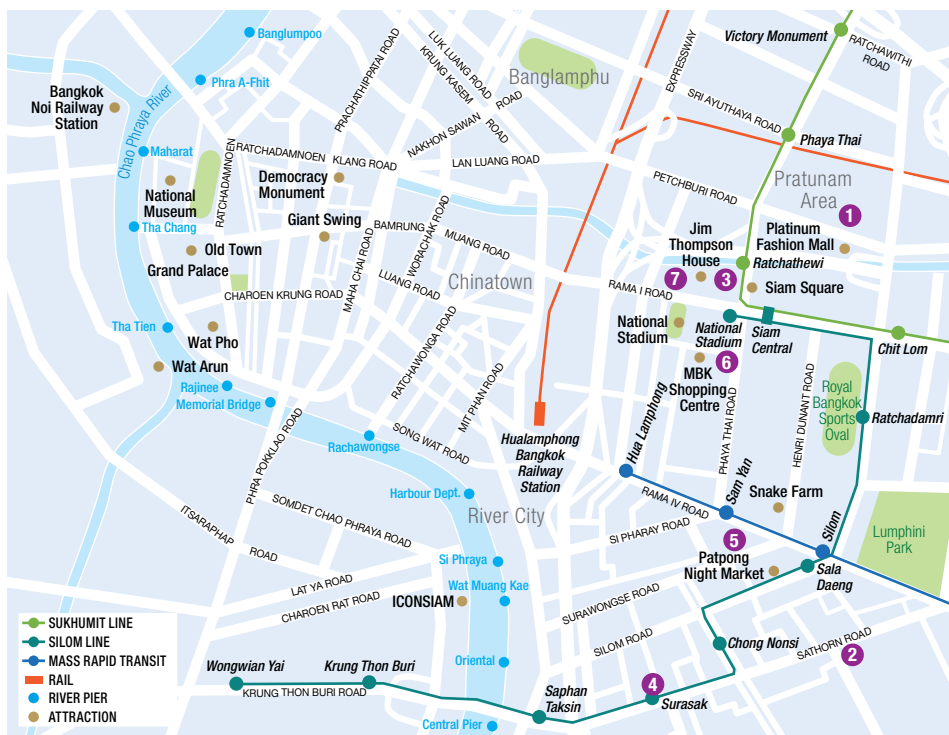 Banglumpoo
Victory Monument
RATCHAWITHI
ROAD
LUK LUANG ROAD
KRUNG KASEM
ROAD
PRACHATHIPPATAI ROAD
EXPRESSWAY
Banglamphu
Phra A-Fhit
Bangkok
Noi Railway
Station
Chao Phraya River
NAKHON SAWAN
ROAD
SRI AYUTHAYA ROAD
Phaya Thai
Maharat
RATCHADAMNOEN
KLANG ROAD
LAN LUANG ROAD
RATCHADAMNOEN
Democracy
Monument
National
Museum
PETCHBURI ROAD
Pratunam
Area
1
Giant Swing
BAMRUNG
MUANG ROAD
WORACHAK ROAD
MAHA CHAI ROAD
LUANG ROAD
Tha Chang
Old Town
Grand Palace
Jim
Thompson
House
7
3
Platinum
Fashion Mall
Ratchathewi
Siam Square
Chinatown
CHAROEN KRUNG ROAD
RAMA I ROAD
National
Stadium
National
Stadium
Siam
Central
Chit Lom
Tha Tien
Wat Pho
Wat Arun
RATCHAWONGA ROAD
MIT PHAN ROAD
6
MBK
Shopping
Centre
Rajinee
Memorial Bridge
Royal
Bangkok
Sports
Oval
Ratchadamri
PHAYA THAI ROAD
HENRI DUNANT ROAD
Rachawongse
SONG WAT ROAD
Hualamphong
Bangkok
Railway
Station
Hua Lamphong
PHRA POKKLAO ROAD
Harbour Dept.
River City
RAMA IV ROAD
Sam Yan
Snake Farm
ITSARAPHAP
ROAD
SOMDET CHAO PHRAYA ROAD
SI PHARAY ROAD
5
Silom
Lumphini
Park
Si Phraya
Patpong
Night Market
Sala
Daeng
LAT YA ROAD
Wat Muang Kae
ICONSIAM
CHAROEN RAT ROAD
SURAWONGSE ROAD
SILOM ROAD
Chong Nonsi
SATHORN ROAD
2
SUKHUMIT LINE
SILOM LINE
MASS RAPID TRANSIT
RAIL
RIVER PIER
ATTRACTION
Wongwian Yai
Krung Thon Buri
KRUNG THON BURI ROAD
Oriental
Saphan
Taksin
4
Surasak
Central Pier